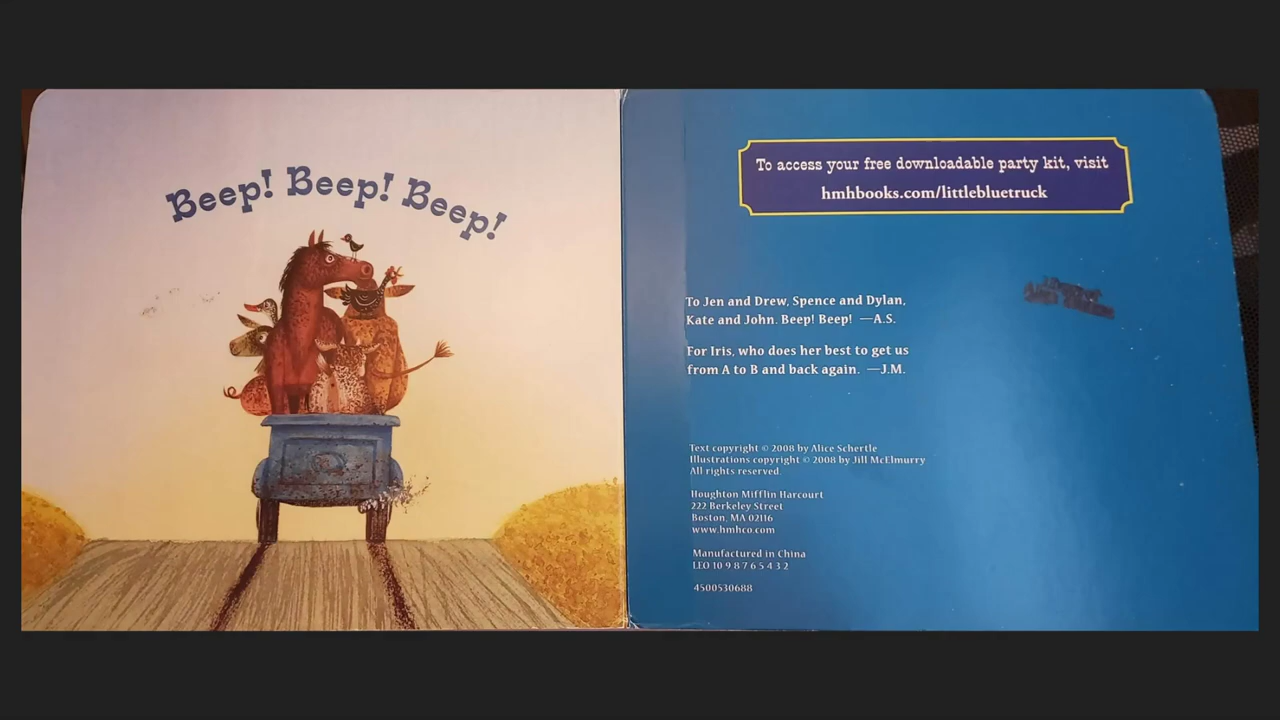 Beep! Beep! Beep!
To access your free downloadable party kit, visit
hmhbooks.com/littlebluetruck
To Jen and Drew, Spence and Dylan,
Kate and John. Beep! Beep! —A.S.
For Iris, who does her best to get us
from A to B and back again. —J.M.
Text copyright © 2008 by Alice Schertle
Illustrations copyright © 2008 by Jill McElmurry
All rights reserved.
Houghton Mifflin Harcourt
222 Berkeley Street
Boston, MA 02116
www.hmhco.com
Manufactured in China
LEO 10 9 8 7 6 5 4 3 2
4500530688